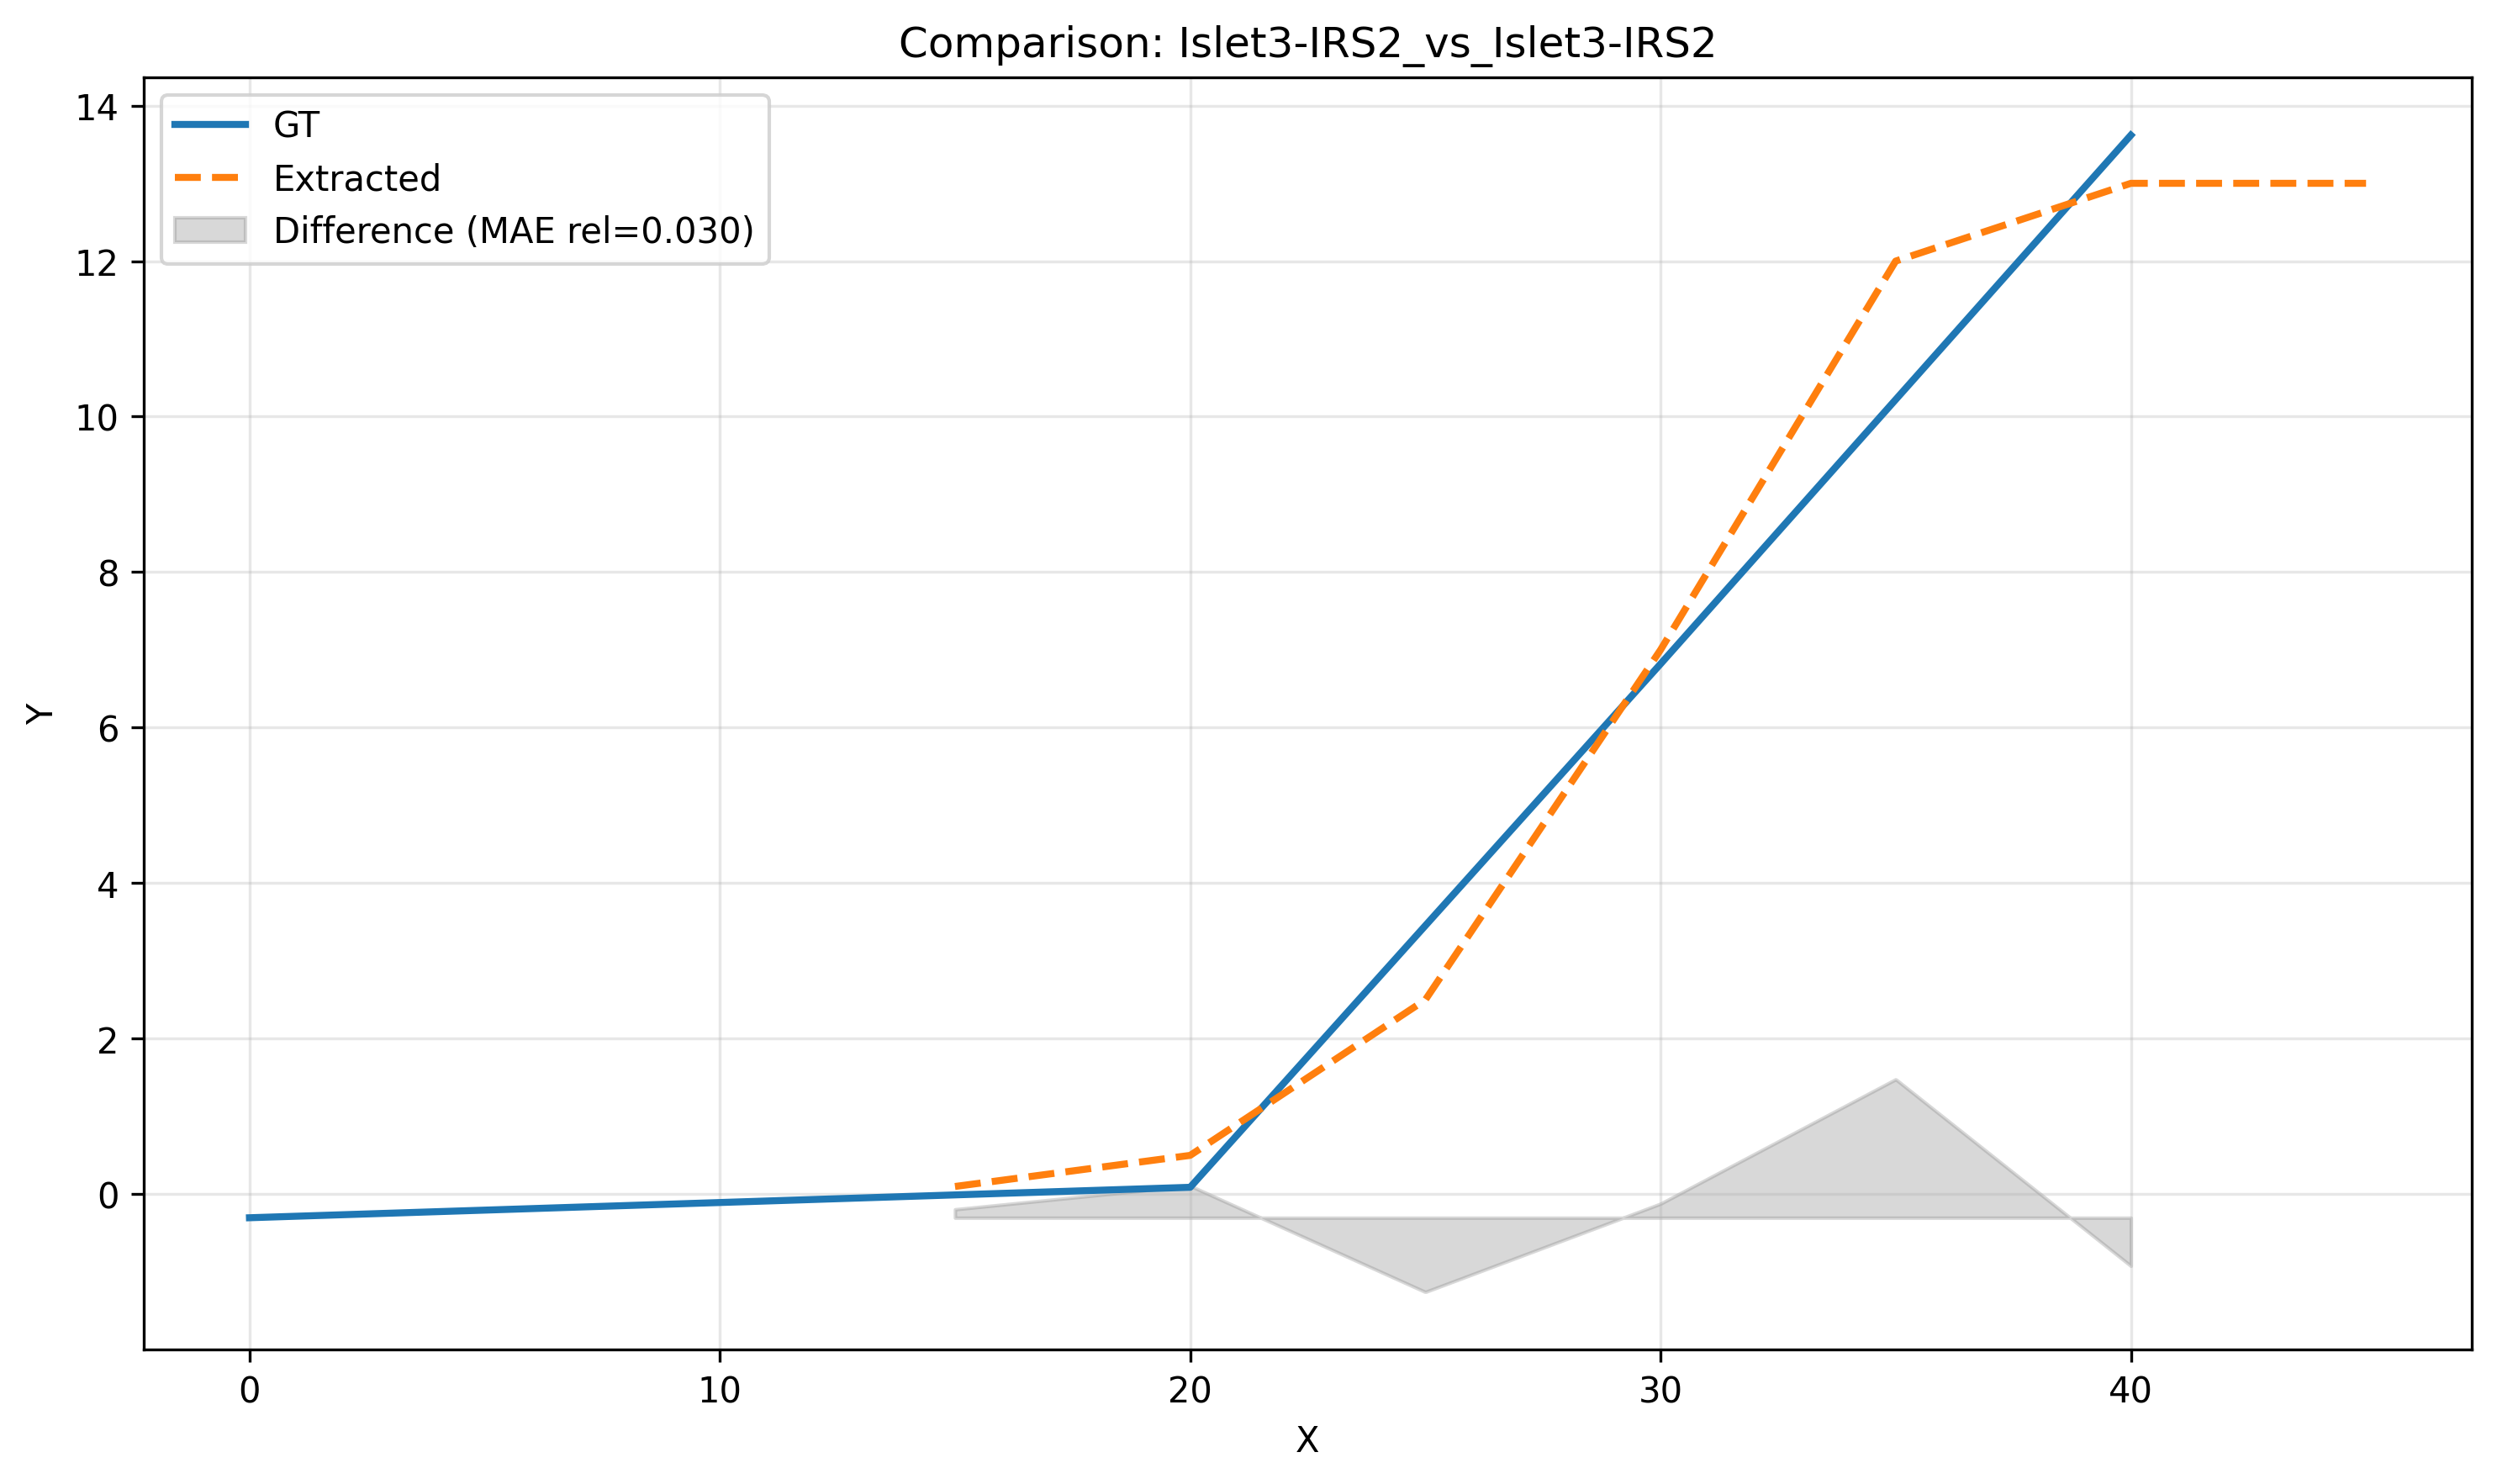 Comparison: Islet3-IRS2_vs_Islet3-IRS2
GT
Extracted
Difference (MAE rel=0.030)
14
12
10
8
6
4
2
0
Y
0 10 20 30 40
X